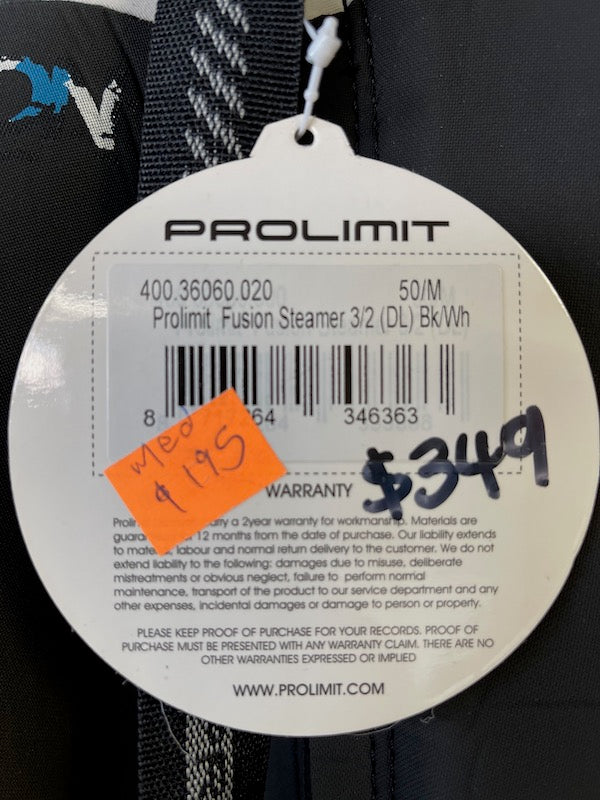 PROLIMIT
400.36060.020 50/M
Prolimit Fusion Steamer 3/2 (DL) Bk/Wh
8 64 346363
Med
$195
$349
WARRANTY
a 2year warranty for workmanship. Materials are
12 months from the date of purchase. Our liability extends
to labour and normal return delivery to the customer. We do not
extend liability to the following: damages due to misuse, deliberate
mistreatments or obvious neglect, failure to perform normal
maintenance, transport of the product to our service department and any
other expenses, incidental damages or damage to person or property.
PLEASE KEEP PROOF OF PURCHASE FOR YOUR RECORDS. PROOF OF
PURCHASE MUST BE PRESENTED WITH ANY WARRANTY CLAIM. THERE ARE NO
OTHER WARRANTIES EXPRESSED OR IMPLIED
WWW.PROLIMIT.COM